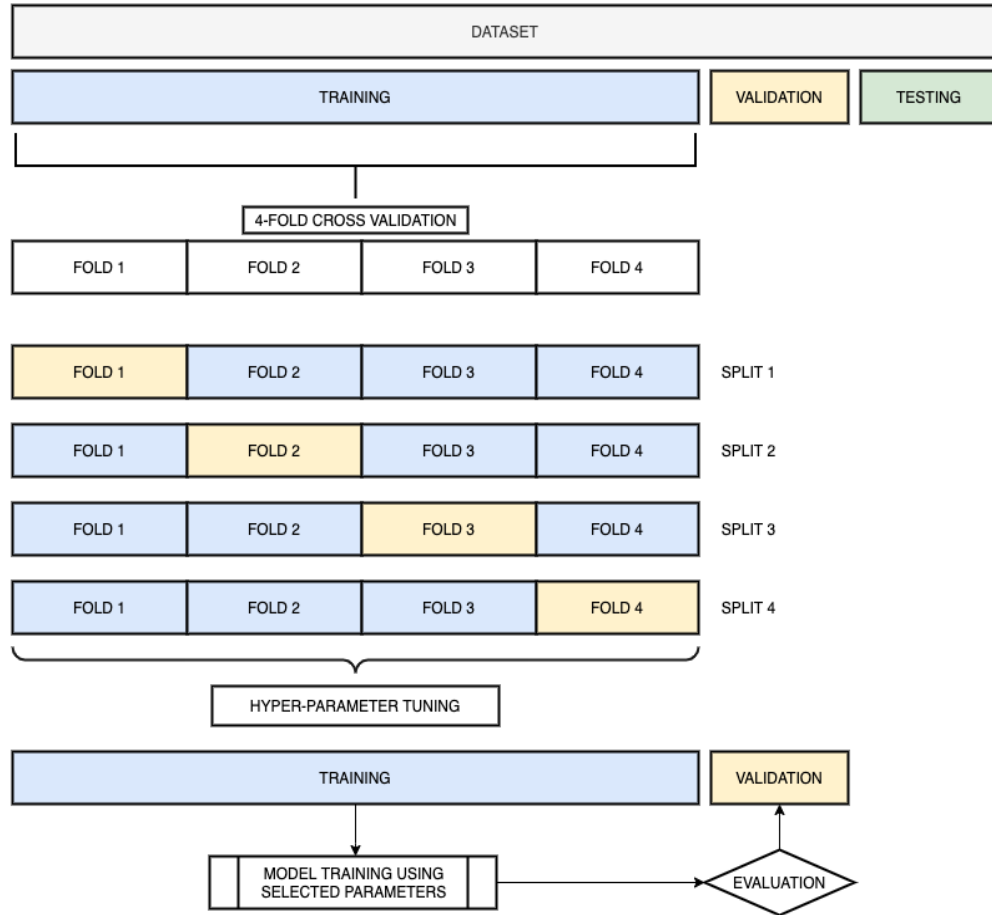 DATASET
TRAINING VALIDATION TESTING
4-FOLD CROSS VALIDATION
FOLD 1 FOLD 2 FOLD 3 FOLD 4
FOLD 1 FOLD 2 FOLD 3 FOLD 4 SPLIT 1
FOLD 1 FOLD 2 FOLD 3 FOLD 4 SPLIT 2
FOLD 1 FOLD 2 FOLD 3 FOLD 4 SPLIT 3
FOLD 1 FOLD 2 FOLD 3 FOLD 4 SPLIT 4
HYPER-PARAMETER TUNING
TRAINING VALIDATION
MODEL TRAINING USING
SELECTED PARAMETERS
EVALUATION